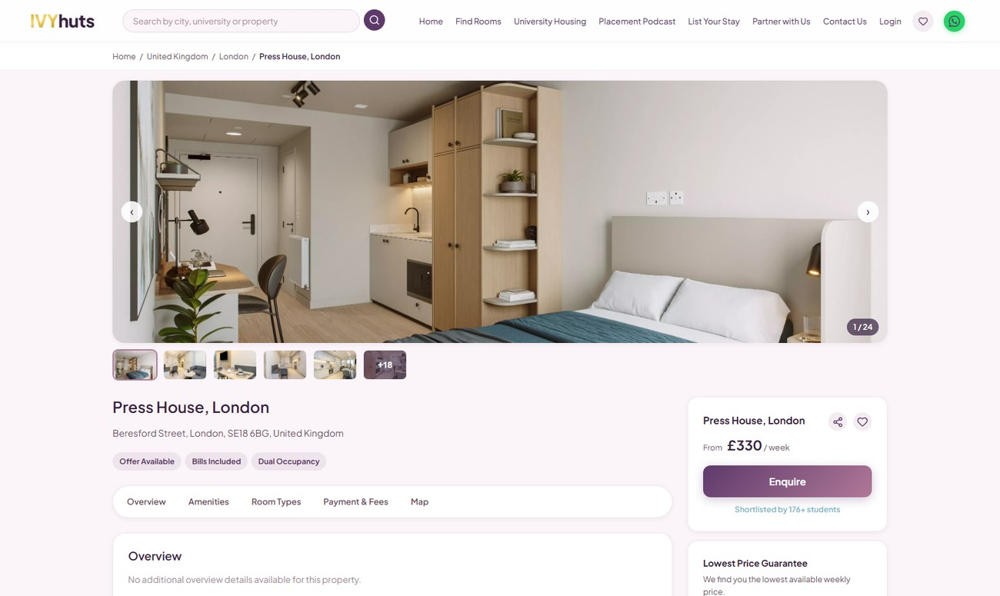 IVYhuts
Search by city, university or property
Home Find Rooms University Housing Placement Podcast List Your Stay Partner with Us Contact Us Login
Home / United Kingdom / London / Press House, London
‹ ›
1 / 24
+18
Press House, London
Beresford Street, London, SE18 6BG, United Kingdom
Offer Available Bills Included Dual Occupancy
Overview Amenities Room Types Payment & Fees Map
Overview
No additional overview details available for this property.
Press House, London
From £330 / week
Enquire
Shortlisted by 176+ students
Lowest Price Guarantee
We find you the lowest available weekly
price.